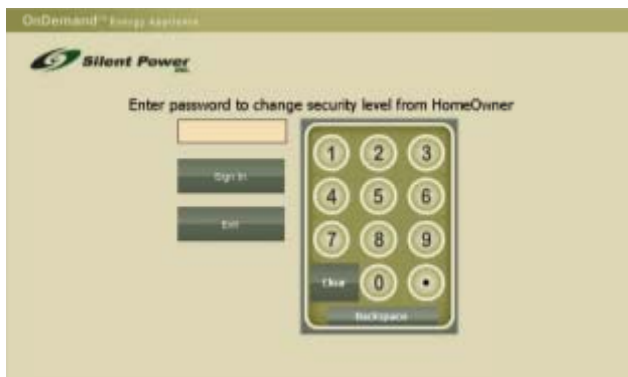 OnDemand™ Energy Appliance
Silent Power INC.
Enter password to change security level from HomeOwner
1 2 3
Sign In
4 5 6
Exit
7 8 9
Clear 0 •
Backspace